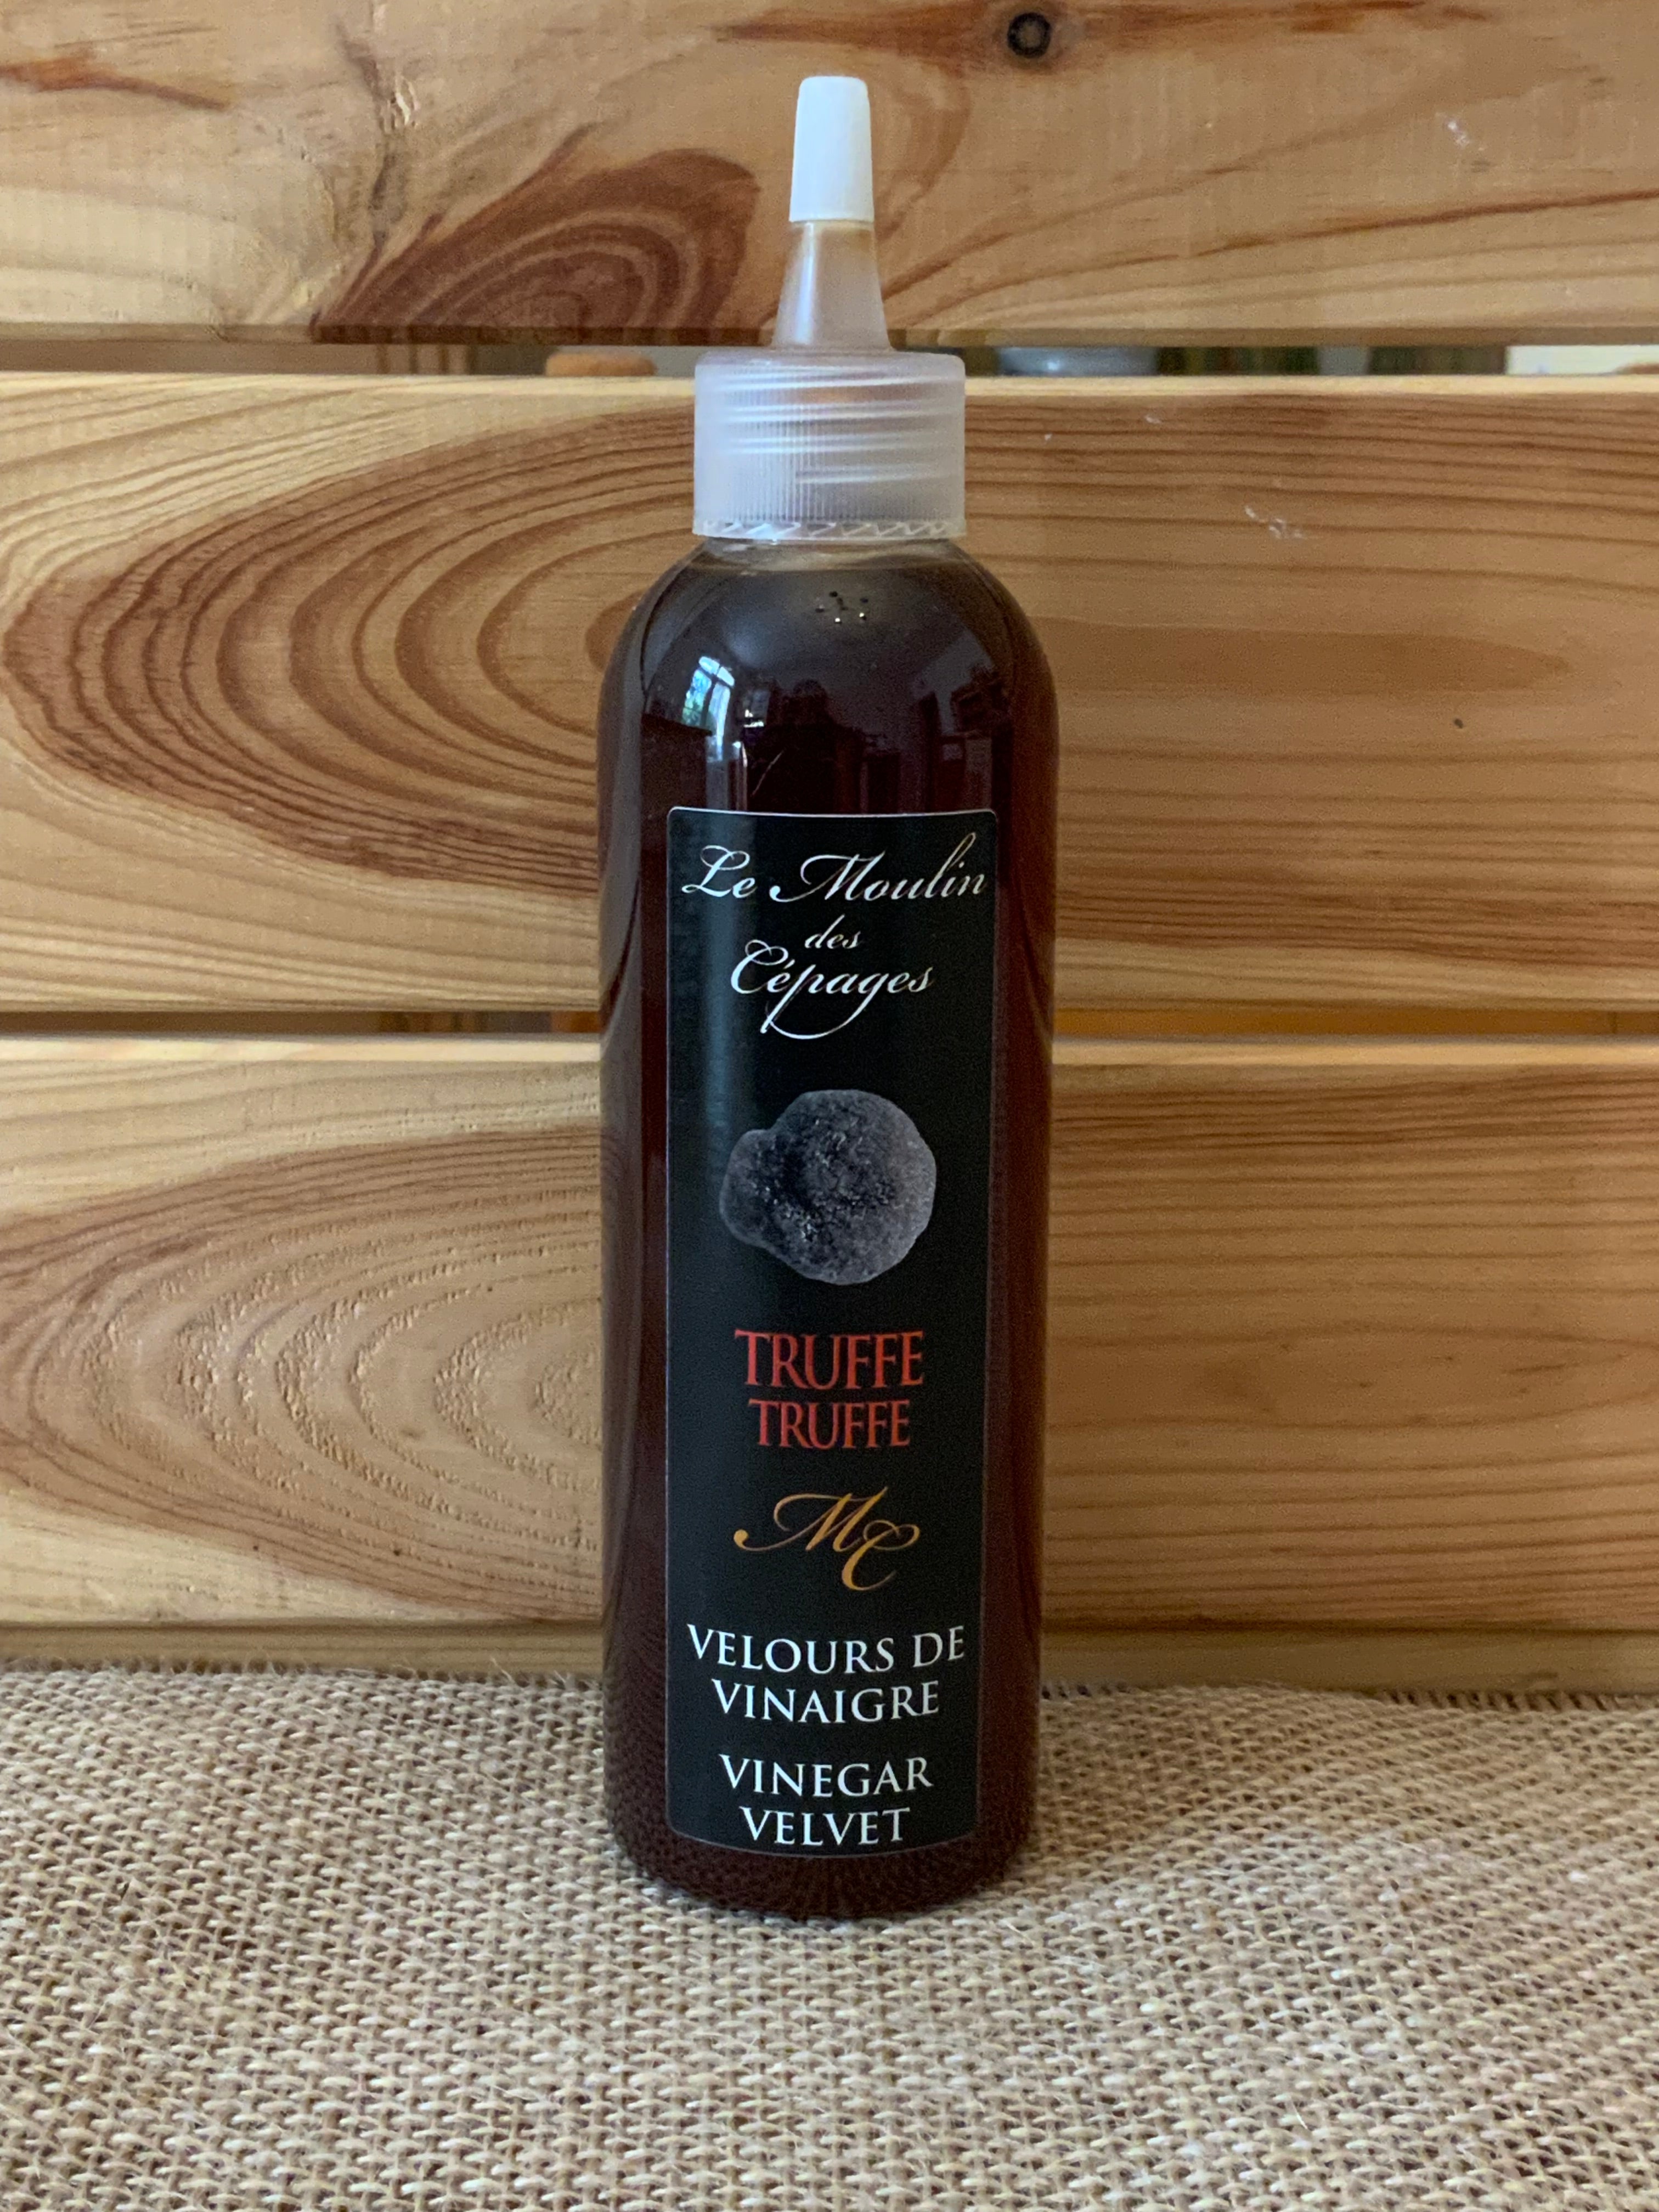 Le Moulin
des
Cépages
TRUFFE
TRUFFE
MC
VELOURS DE
VINAIGRE
VINEGAR
VELVET